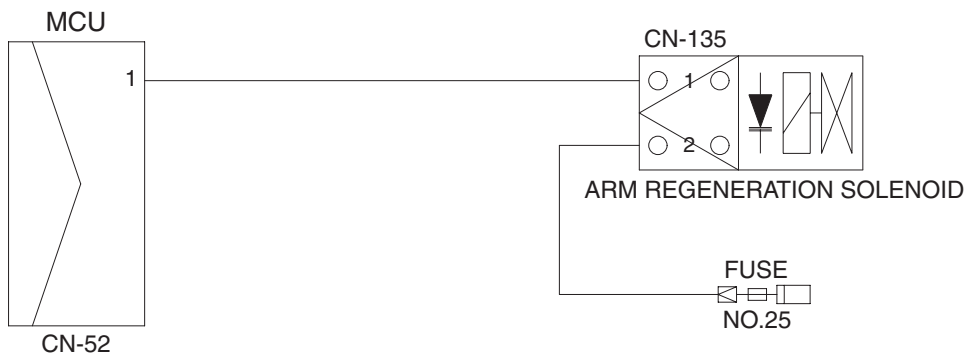 MCU
CN-135
1
1
2
ARM REGENERATION SOLENOID
FUSE
NO.25
CN-52